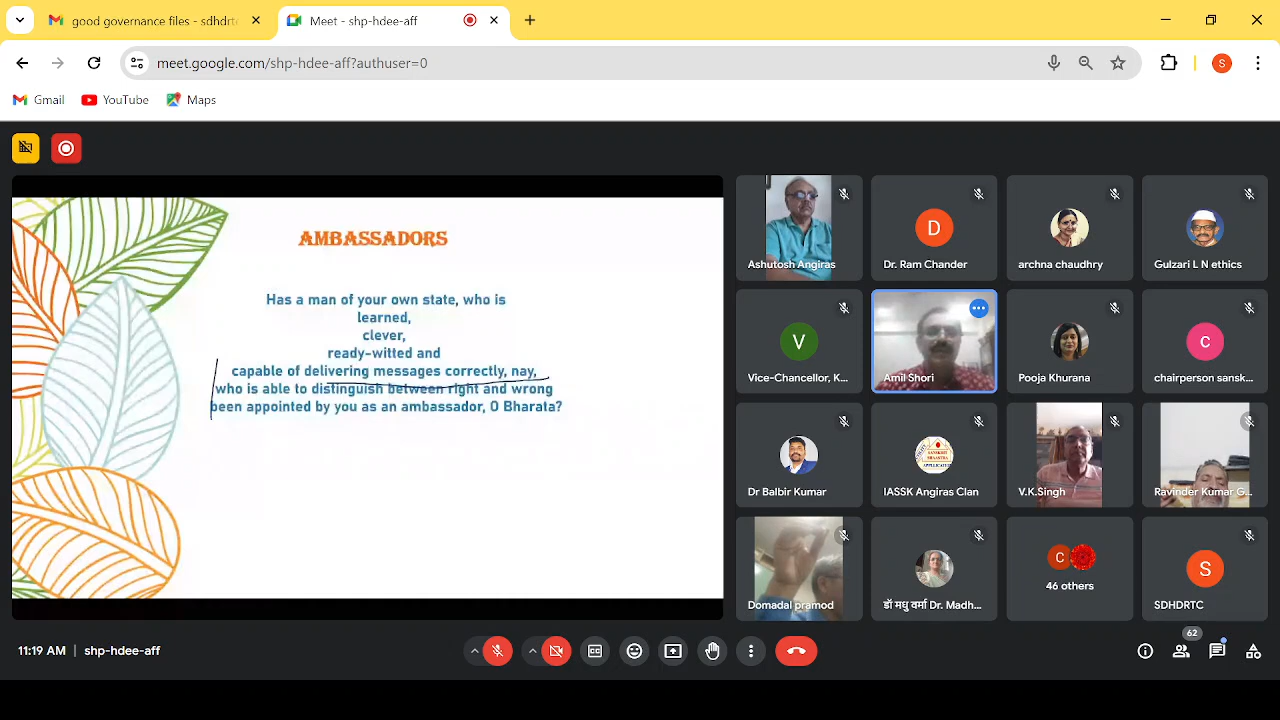 good governance files - sdhdrt
Meet - shp-hdee-aff
meet.google.com/shp-hdee-aff?authuser=0
S
Gmail
YouTube
Maps
AMBASSADORS
Has a man of your own state, who is
learned,
clever,
ready-witted and
capable of delivering messages correctly, nay,
who is able to distinguish between right and wrong
been appointed by you as an ambassador, O Bharata?
Ashutosh Angiras
D
Dr. Ram Chander
archna chaudhry
Gulzari L N ethics
V
Vice-Chancellor, K...
Amil Shori
Pooja Khurana
c
chairperson sansk...
Dr Balbir Kumar
IASSK Angiras Clan
V.K.Singh
Ravinder Kumar G...
Domadal pramod
डॉ मधु वर्मा Dr. Madh...
C
46 others
S
SDHDRTC
11:19 AM | shp-hdee-aff
62